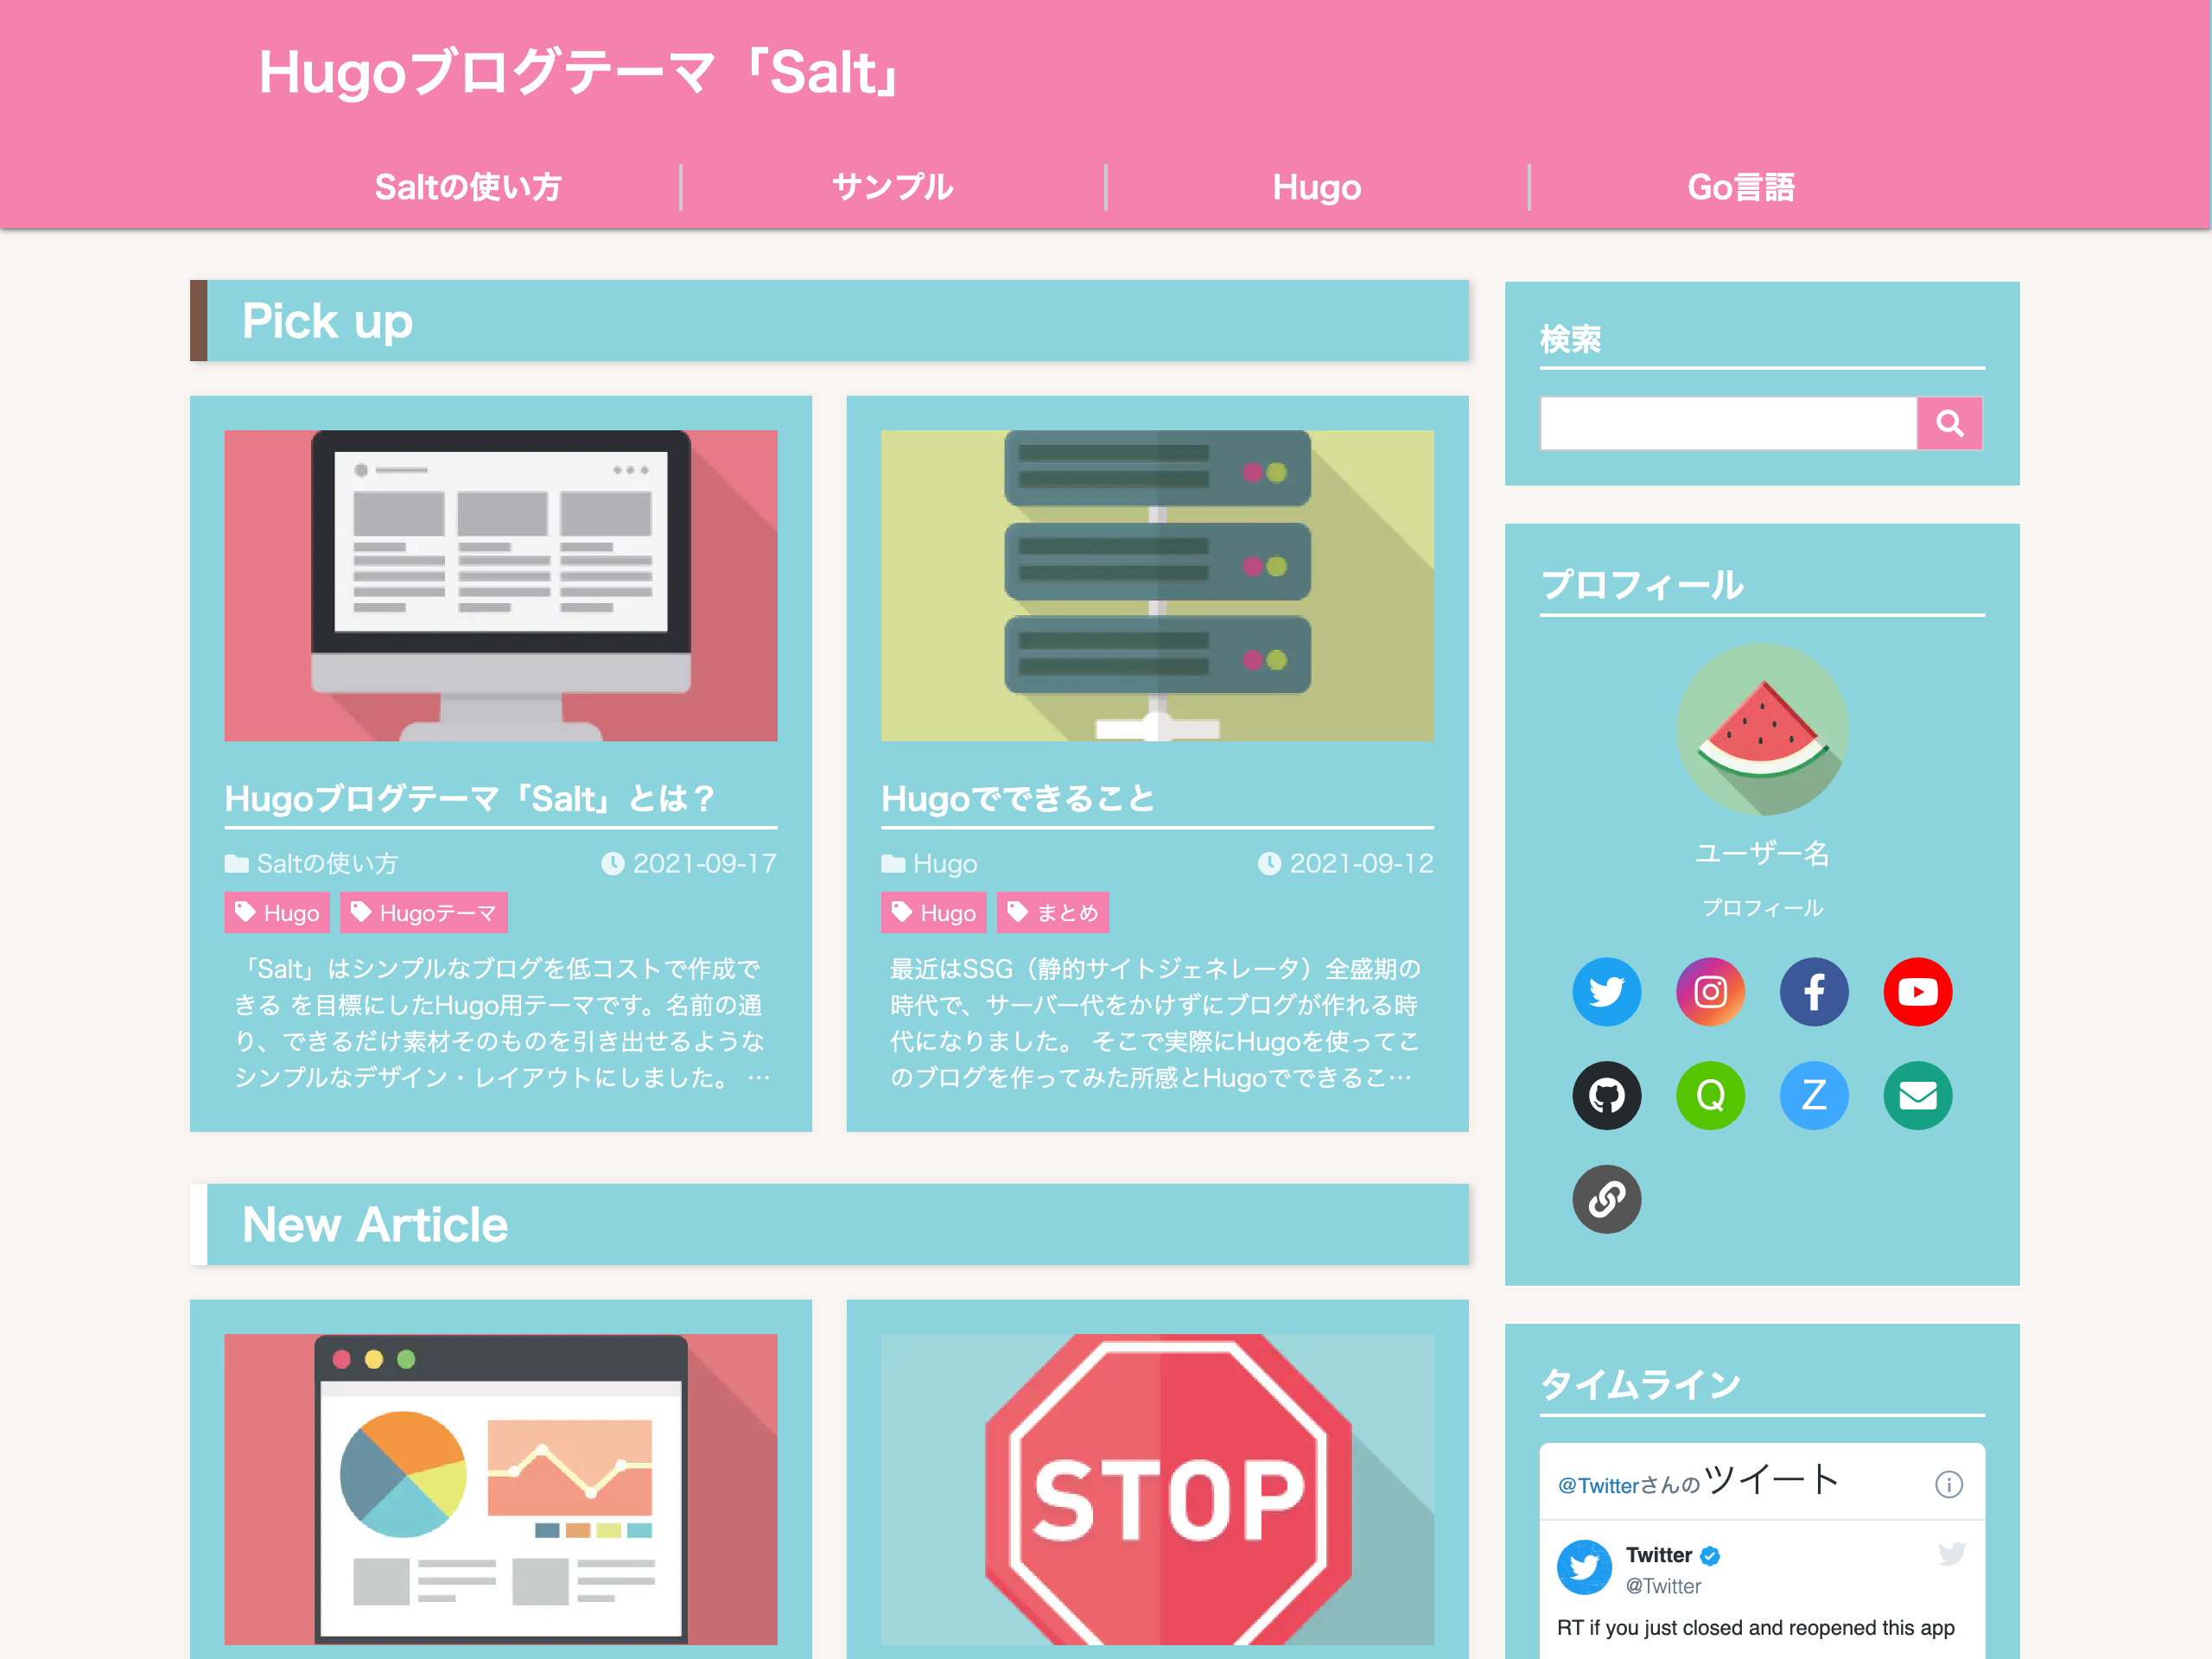 Hugoブログテーマ「Salt」
Saltの使い方
サンプル
Hugo
Go言語
Pick up
Hugoブログテーマ「Salt」とは？
Saltの使い方 2021-09-17
Hugo Hugoテーマ
「Salt」はシンプルなブログを低コストで作成で
きる を目標にしたHugo用テーマです。名前の通
り、できるだけ素材そのものを引き出せるような
シンプルなデザイン・レイアウトにしました。 …
Hugoでできること
Hugo 2021-09-12
Hugo まとめ
最近はSSG（静的サイトジェネレータ）全盛期の
時代で、サーバー代をかけずにブログが作れる時
代になりました。 そこで実際にHugoを使ってこ
のブログを作ってみた所感とHugoでできるこ…
New Article
STOP
検索
プロフィール
ユーザー名
プロフィール
Q
Z
タイムライン
@Twitterさんのツイート
Twitter
@Twitter
RT if you just closed and reopened this app